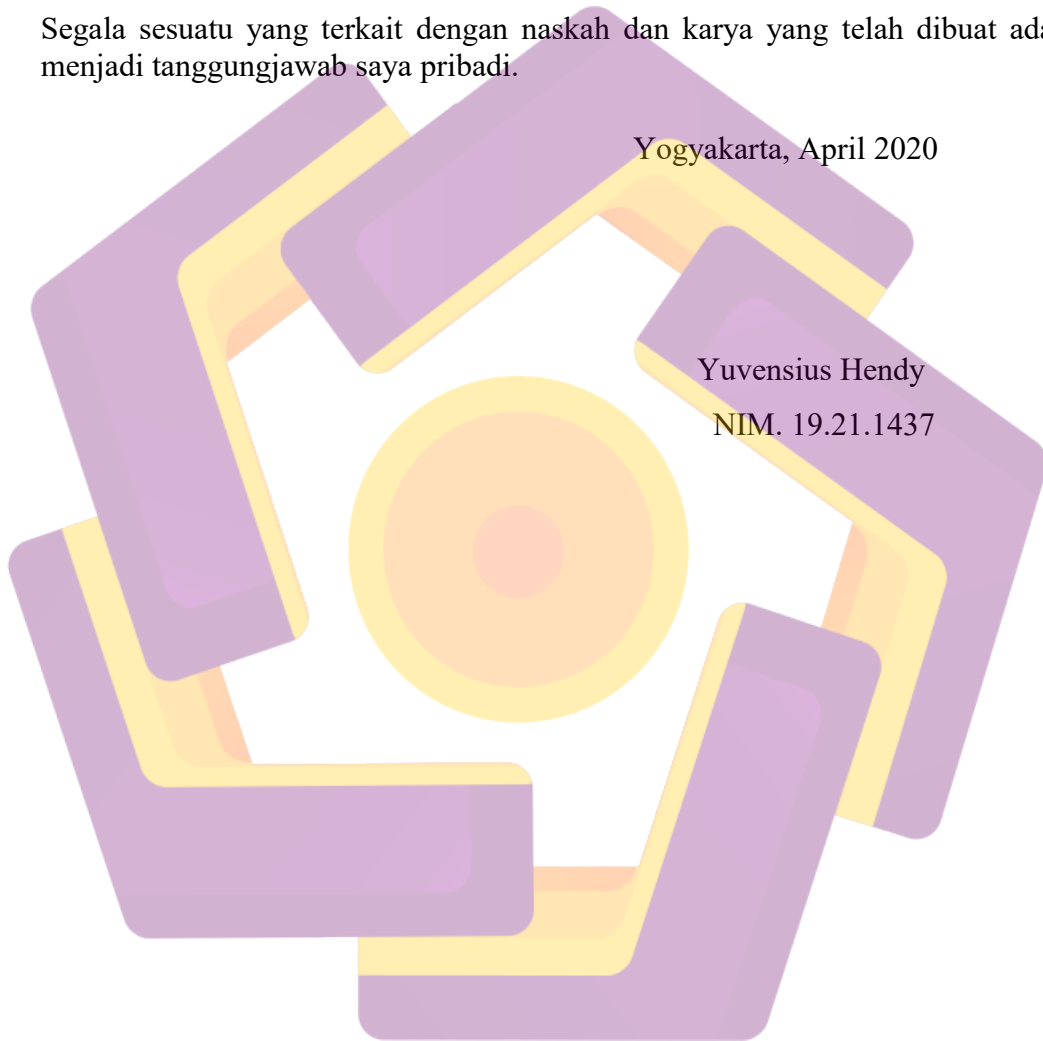 Segala sesuatu yang terkait dengan naskah dan karya yang telah dibuat ada
menjadi tanggungjawab saya pribadi.
Yogyakarta, April 2020
Yuvensius Hendy
NIM. 19.21.1437